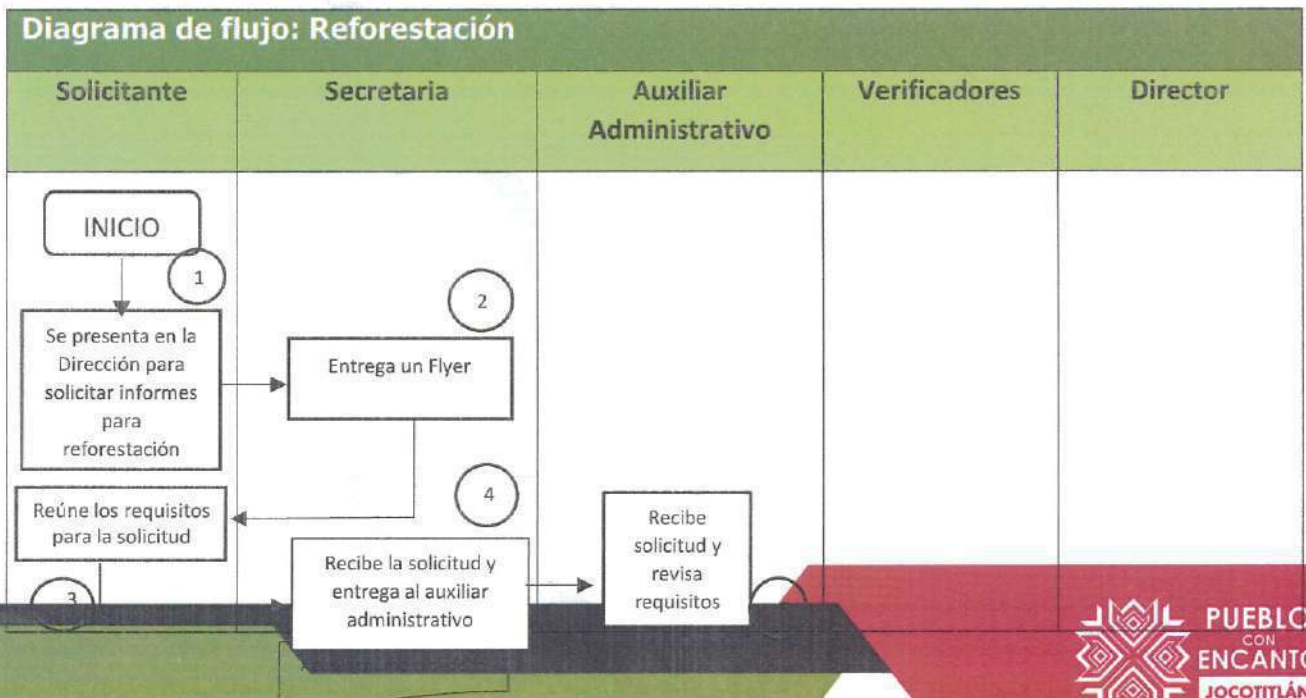 Diagrama de flujo: Reforestación
Solicitante
Secretaria
Auxiliar
Administrativo
Verificadores
Director
INICIO
1
Se presenta en la
Dirección para
solicitar informes
para
reforestación
2
Entrega un Flyer
Reúne los requisitos
para la solicitud
3
4
Recibe la solicitud y
entrega al auxiliar
administrativo
Recibe
solicitud y
revisa
requisitos
PUEBLO
CON
ENCANTO
JOCOTITLÁN